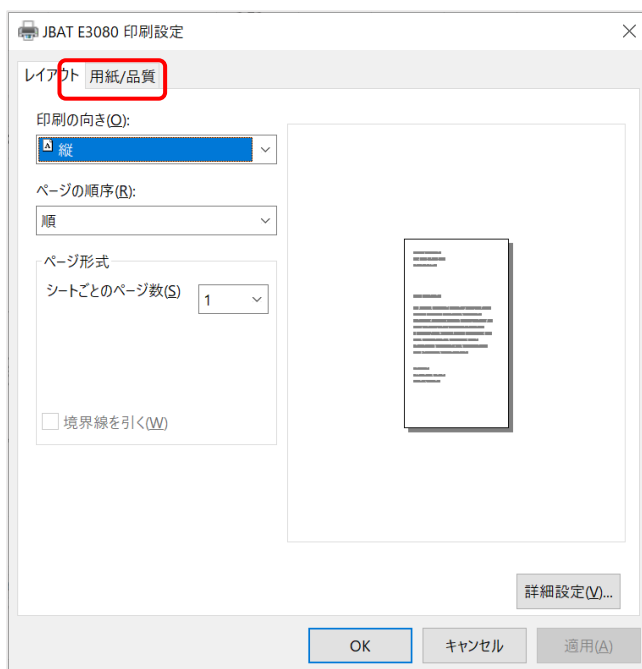 JBAT E3080 印刷設定
レイアウト 用紙/品質
印刷の向き(O):
縦
ページの順序(R):
順
ページ形式
シートごとのページ数(S)
1
境界線を引く(W)
詳細設定(V)...
OK キャンセル 適用(A)